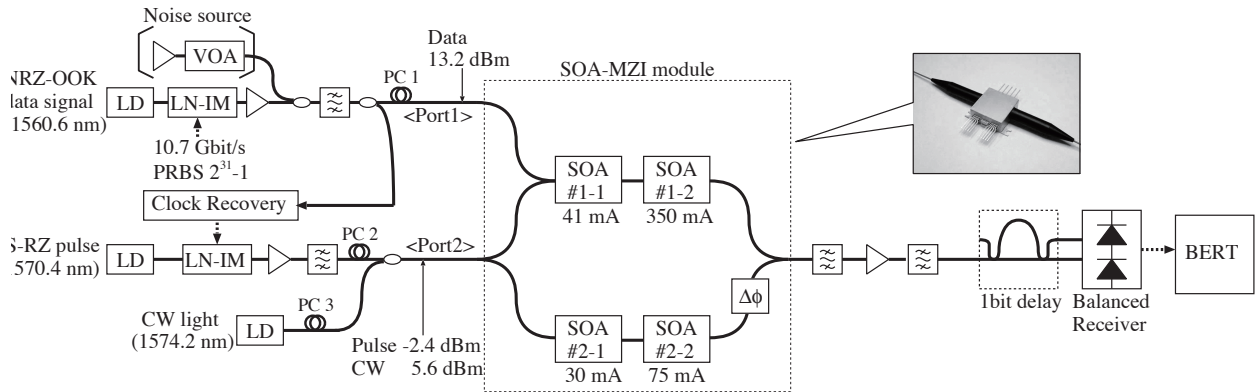 Noise source
VOA
NRZ-OOK
data signal
1560.6 nm)
LD
LN-IM
10.7 Gbit/s
PRBS 2³¹-1
PC 1
Data
13.2 dBm
<Port1>
Clock Recovery
S-RZ pulse
570.4 nm)
LD
LN-IM
PC 2
<Port2>
CW light
(1574.2 nm)
LD
PC 3
Pulse -2.4 dBm
CW 5.6 dBm
SOA-MZI module
SOA
#1-1
41 mA
SOA
#1-2
350 mA
SOA
#2-1
30 mA
SOA
#2-2
75 mA
Δϕ
1bit delay
Balanced
Receiver
BERT